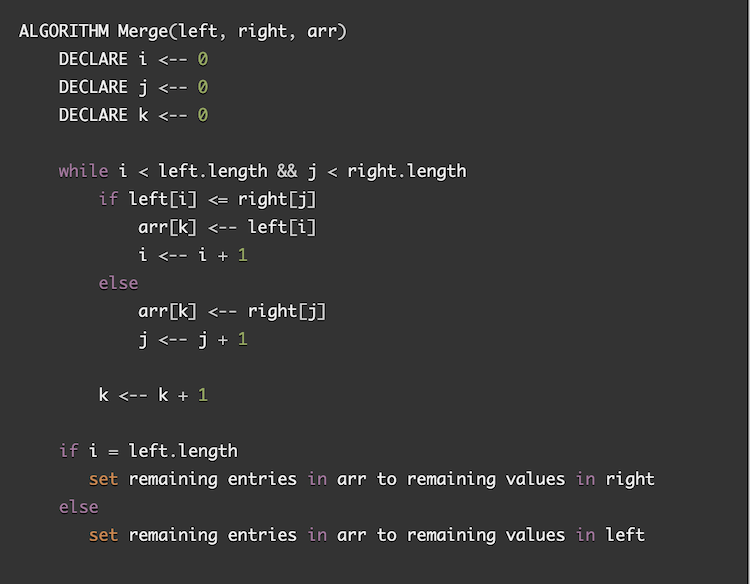 ALGORITHM Merge(left, right, arr)
    DECLARE i <-- 0
    DECLARE j <-- 0
    DECLARE k <-- 0

    while i < left.length && j < right.length
        if left[i] <= right[j]
            arr[k] <-- left[i]
            i <-- i + 1
        else
            arr[k] <-- right[j]
            j <-- j + 1

        k <-- k + 1

    if i = left.length
       set remaining entries in arr to remaining values in right
    else
       set remaining entries in arr to remaining values in left